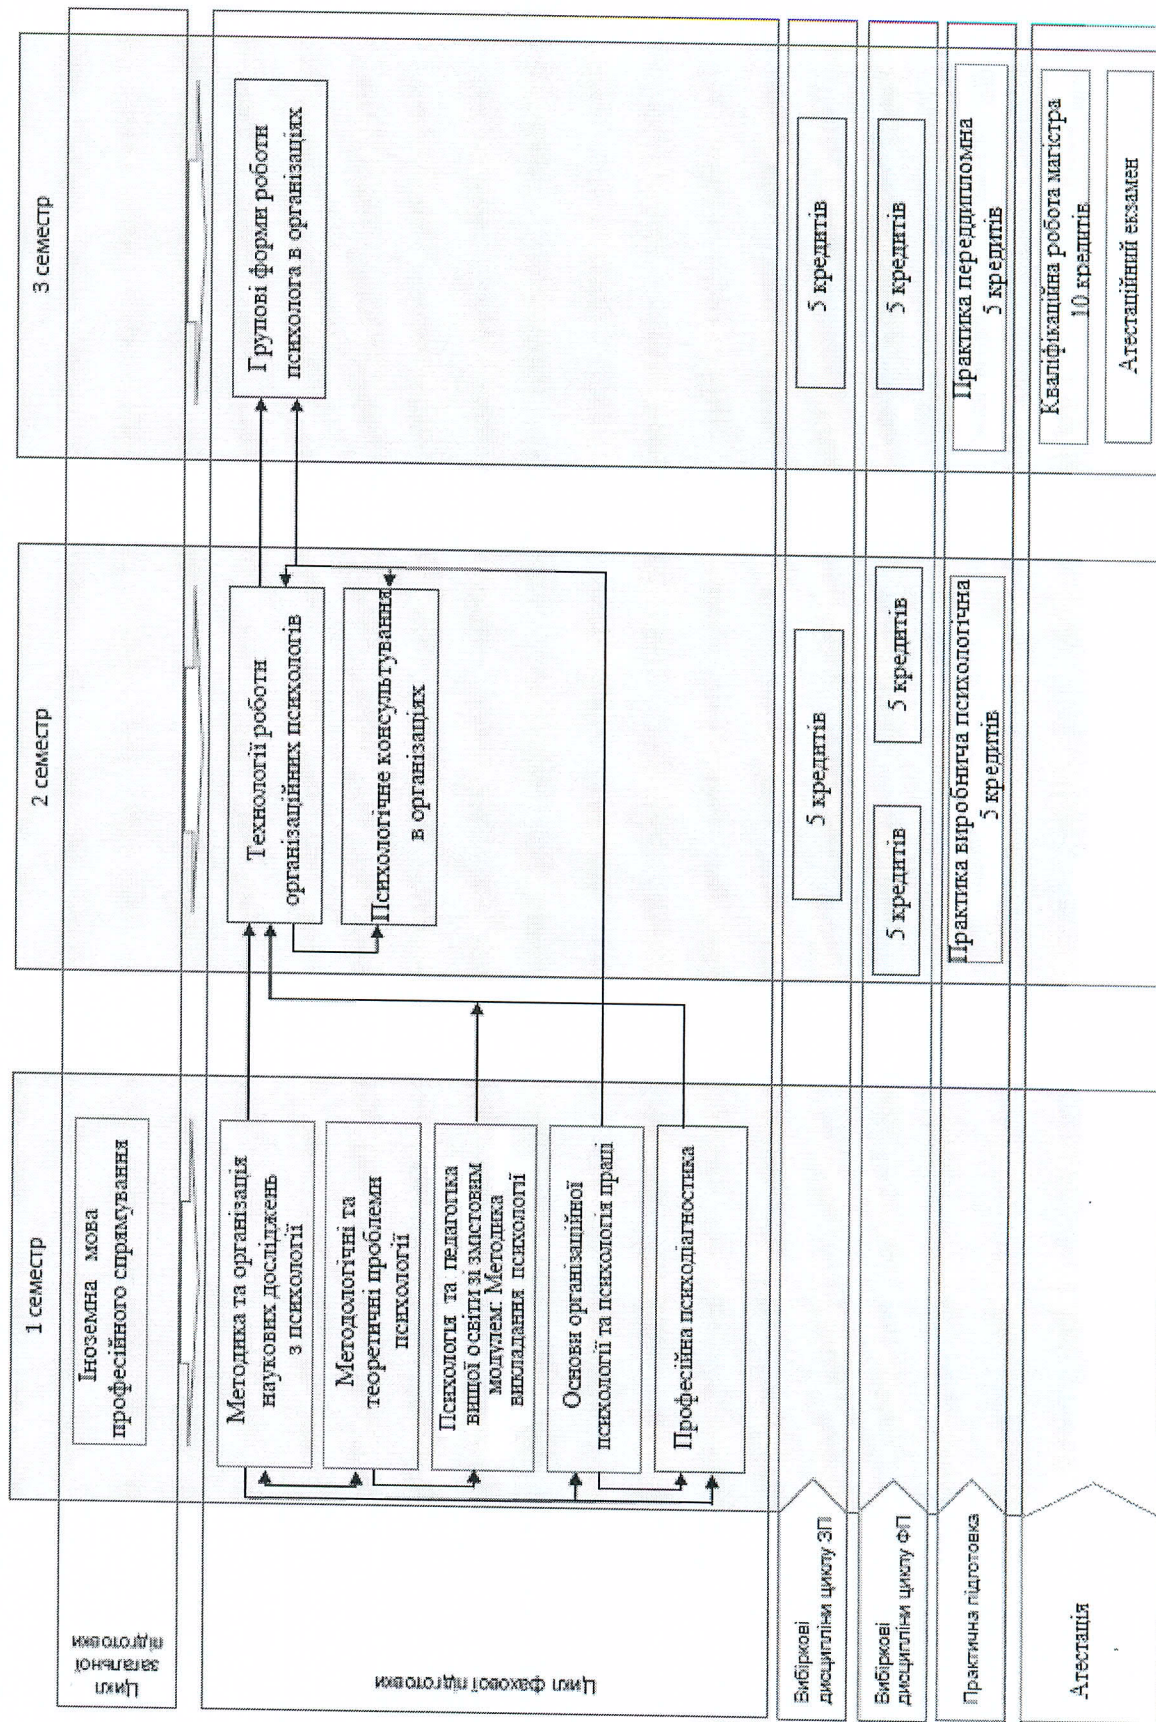 1 семестр
2 семестр
3 семестр
Цикл
загальної
підготовки
Іноземна мова
професійного спрямування
Цикл фахової підготовки
Методика та організація
наукових досліджень
з психології
Методологічні та
теоретичні проблеми
психології
Психологія та педагогіка
вищої освіти зі змістовим
модулем: Методика
викладання психології
Основи організаційної
психології та психологія праці
Професійна психодіагностика
Технології роботи
організаційних психологів
Психологічне консультування
в організаціях
Групові форми роботи
психолога в організаціях
Вибіркові
дисципліни циклу ЗП
5 кредитів
5 кредитів
Вибіркові
дисципліни циклу ФП
5 кредитів
5 кредитів
5 кредитів
Практична підготовка
Практика виробнича психологічна
5 кредитів
Практика переддипломна
5 кредитів
Атестація
Кваліфікаційна робота магістра
10 кредитів
Атестаційний екзамен